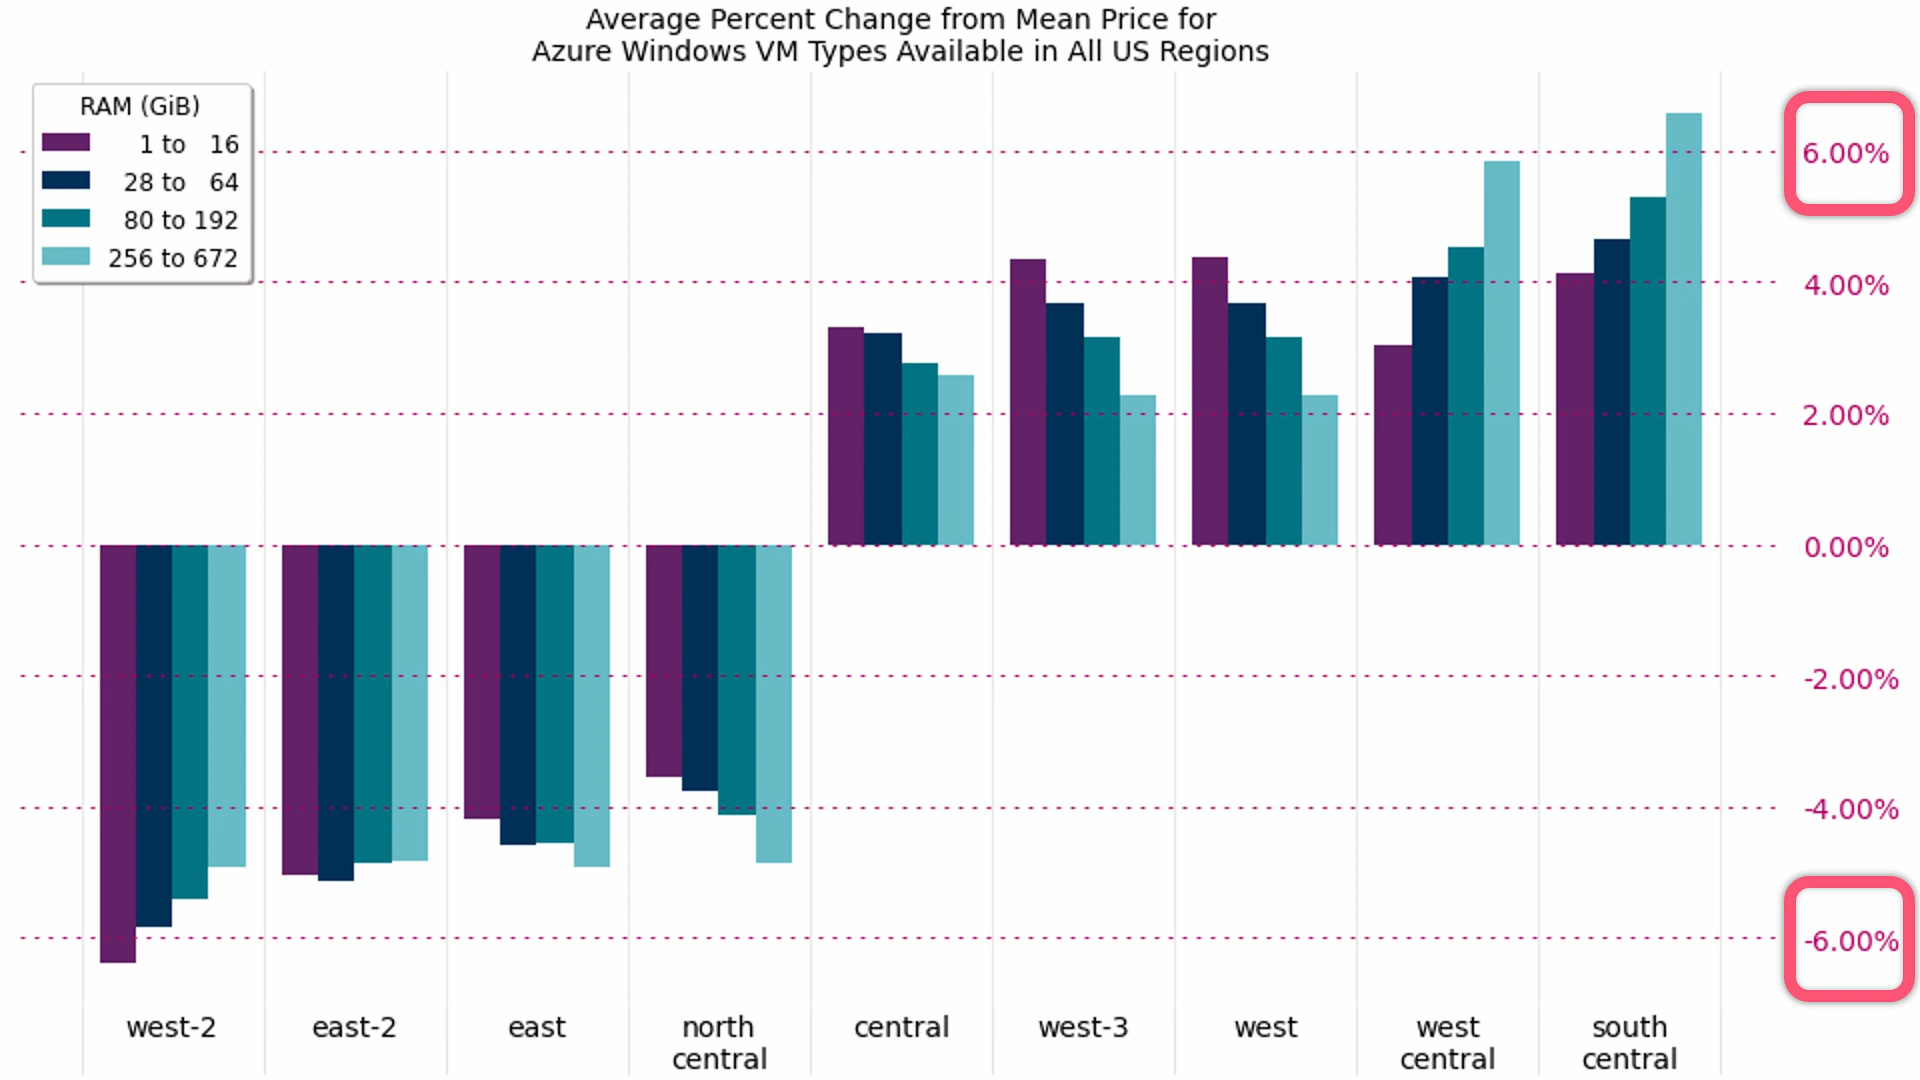 Average Percent Change from Mean Price for
Azure Windows VM Types Available in All US Regions
RAM (GiB)
1 to 16
28 to 64
80 to 192
256 to 672
6.00%
4.00%
2.00%
0.00%
-2.00%
-4.00%
-6.00%
west-2
east-2
east
north
central
central
west-3
west
west
central
south
central